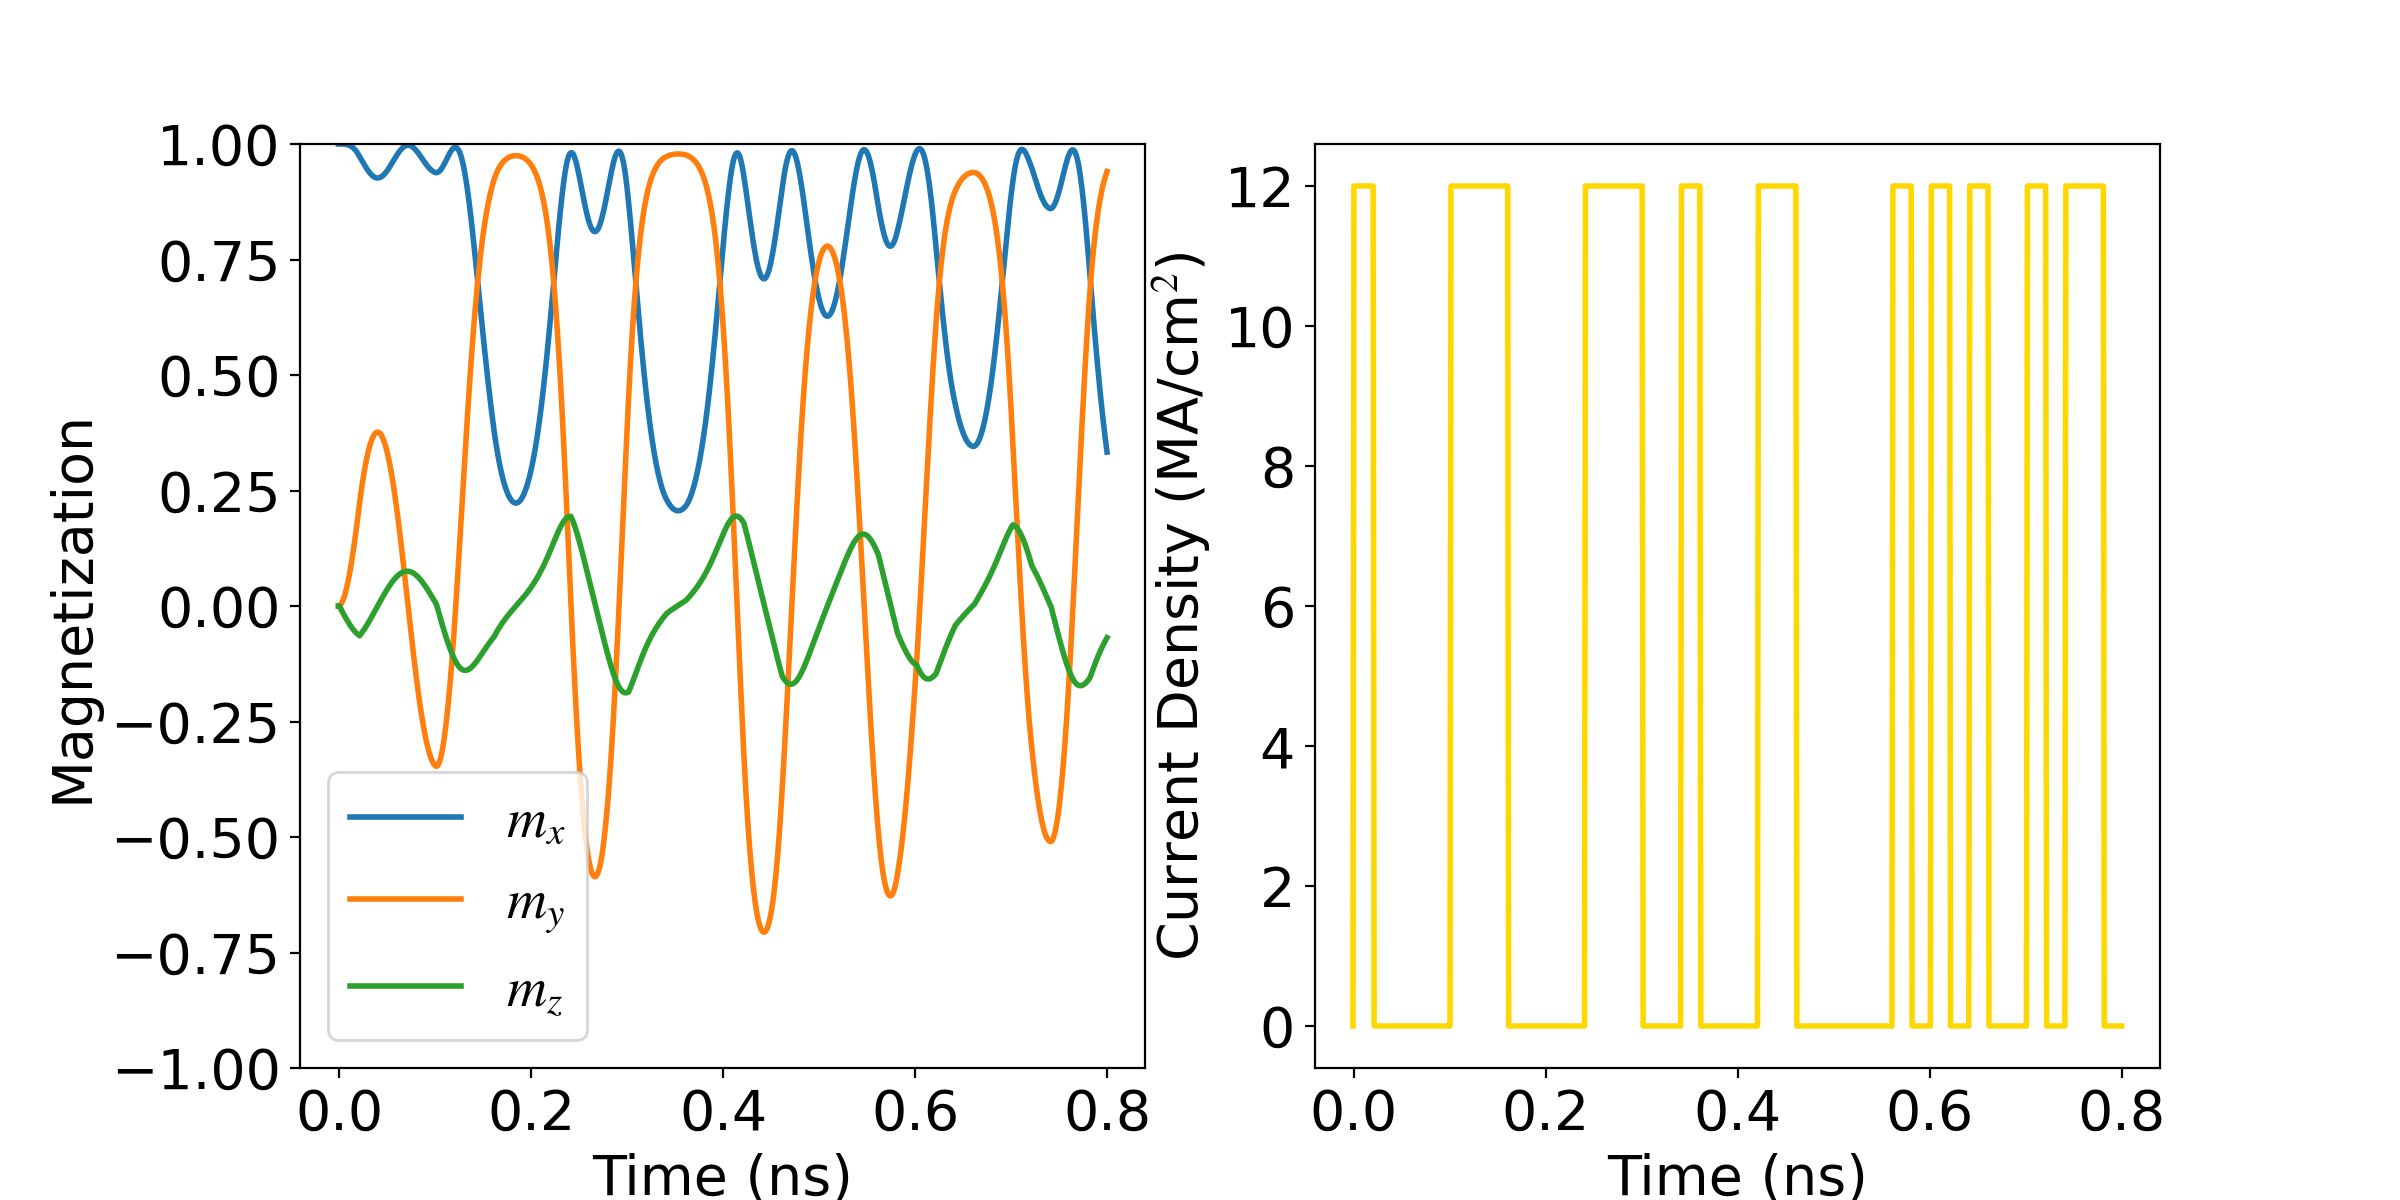 1.00
0.75
0.50
0.25
0.00
−0.25
−0.50
−0.75
−1.00
Magnetization
m_x
m_y
m_z
0.0 0.2 0.4 0.6 0.8
Time (ns)
12
10
8
6
4
2
0
Current Density (MA/cm²)
0.0 0.2 0.4 0.6 0.8
Time (ns)